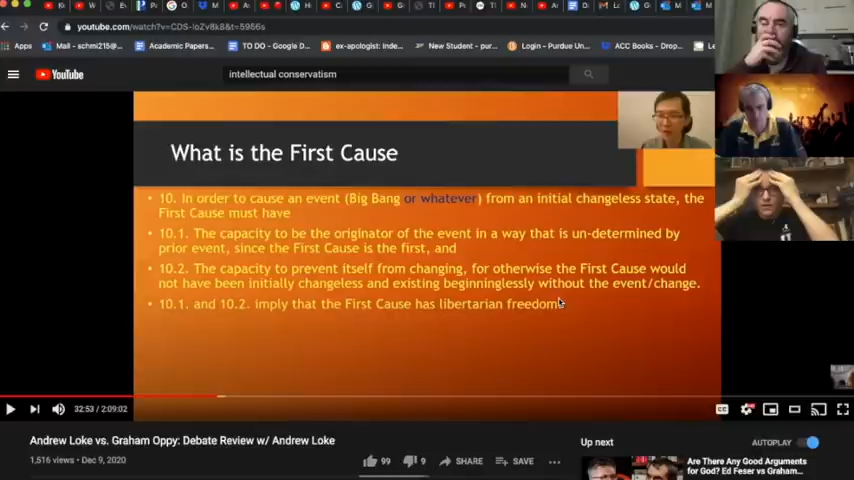 youtube.com/watch?v=CDS-IoZv8k8&t=5956s
Apps Mail - schmi215@... Academic Papers... TO DO - Google D... ex-apologist: inde... New Student - pur... Login - Purdue Un... ACC Books - Drop...
YouTube
intellectual conservatism
What is the First Cause
• 10. In order to cause an event (Big Bang or whatever) from an initial changeless state, the
First Cause must have
• 10.1. The capacity to be the originator of the event in a way that is un-determined by
prior event, since the First Cause is the first, and
• 10.2. The capacity to prevent itself from changing, for otherwise the First Cause would
not have been initially changeless and existing beginninglessly without the event/change.
• 10.1. and 10.2. imply that the First Cause has libertarian freedom
32:53 / 2:09:02
Andrew Loke vs. Graham Oppy: Debate Review w/ Andrew Loke
1,516 views • Dec 9, 2020
99 9 SHARE SAVE
Up next
AUTOPLAY
Are There Any Good Arguments
for God? Ed Feser vs Graham...